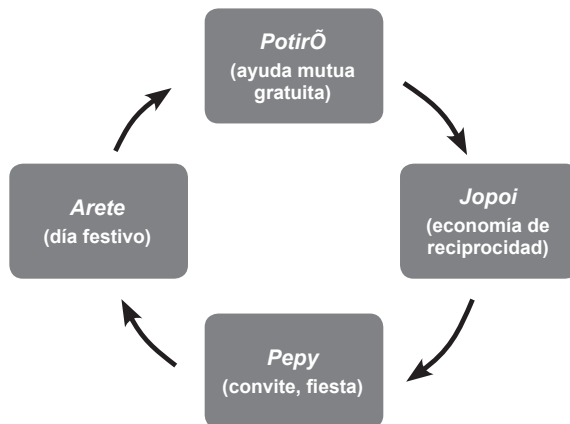 PotirÕ
(ayuda mutua
gratuita)
Jopoi
(economía de
reciprocidad)
Pepy
(convite, fiesta)
Arete
(día festivo)